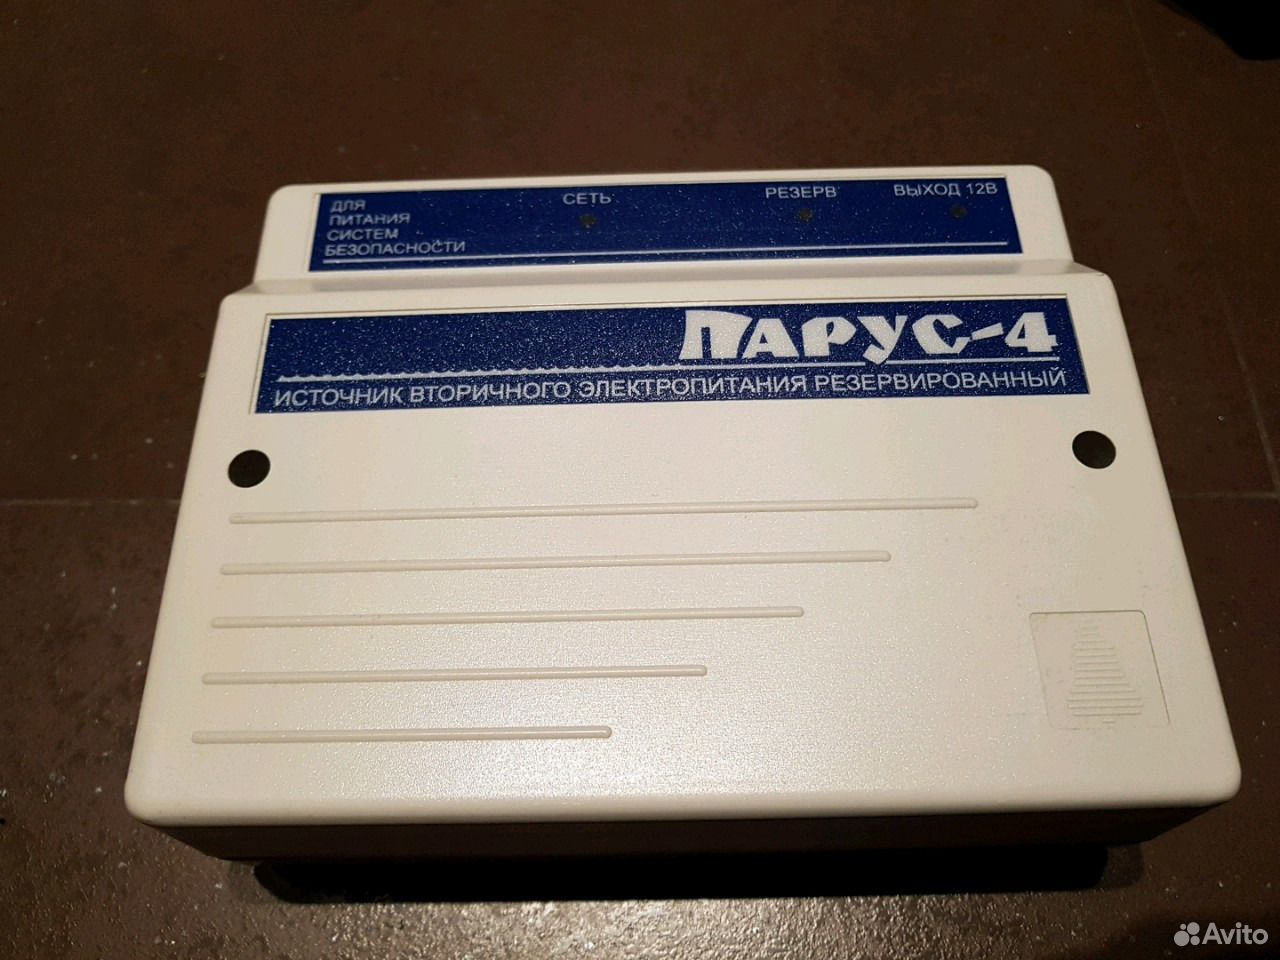 ДЛЯ
ПИТАНИЯ
СИСТЕМ
БЕЗОПАСНОСТИ
СЕТЬ
РЕЗЕРВ
ВЫХОД 12В
ПАРУС-4
ИСТОЧНИК ВТОРИЧНОГО ЭЛЕКТРОПИТАНИЯ РЕЗЕРВИРОВАННЫЙ
Avito